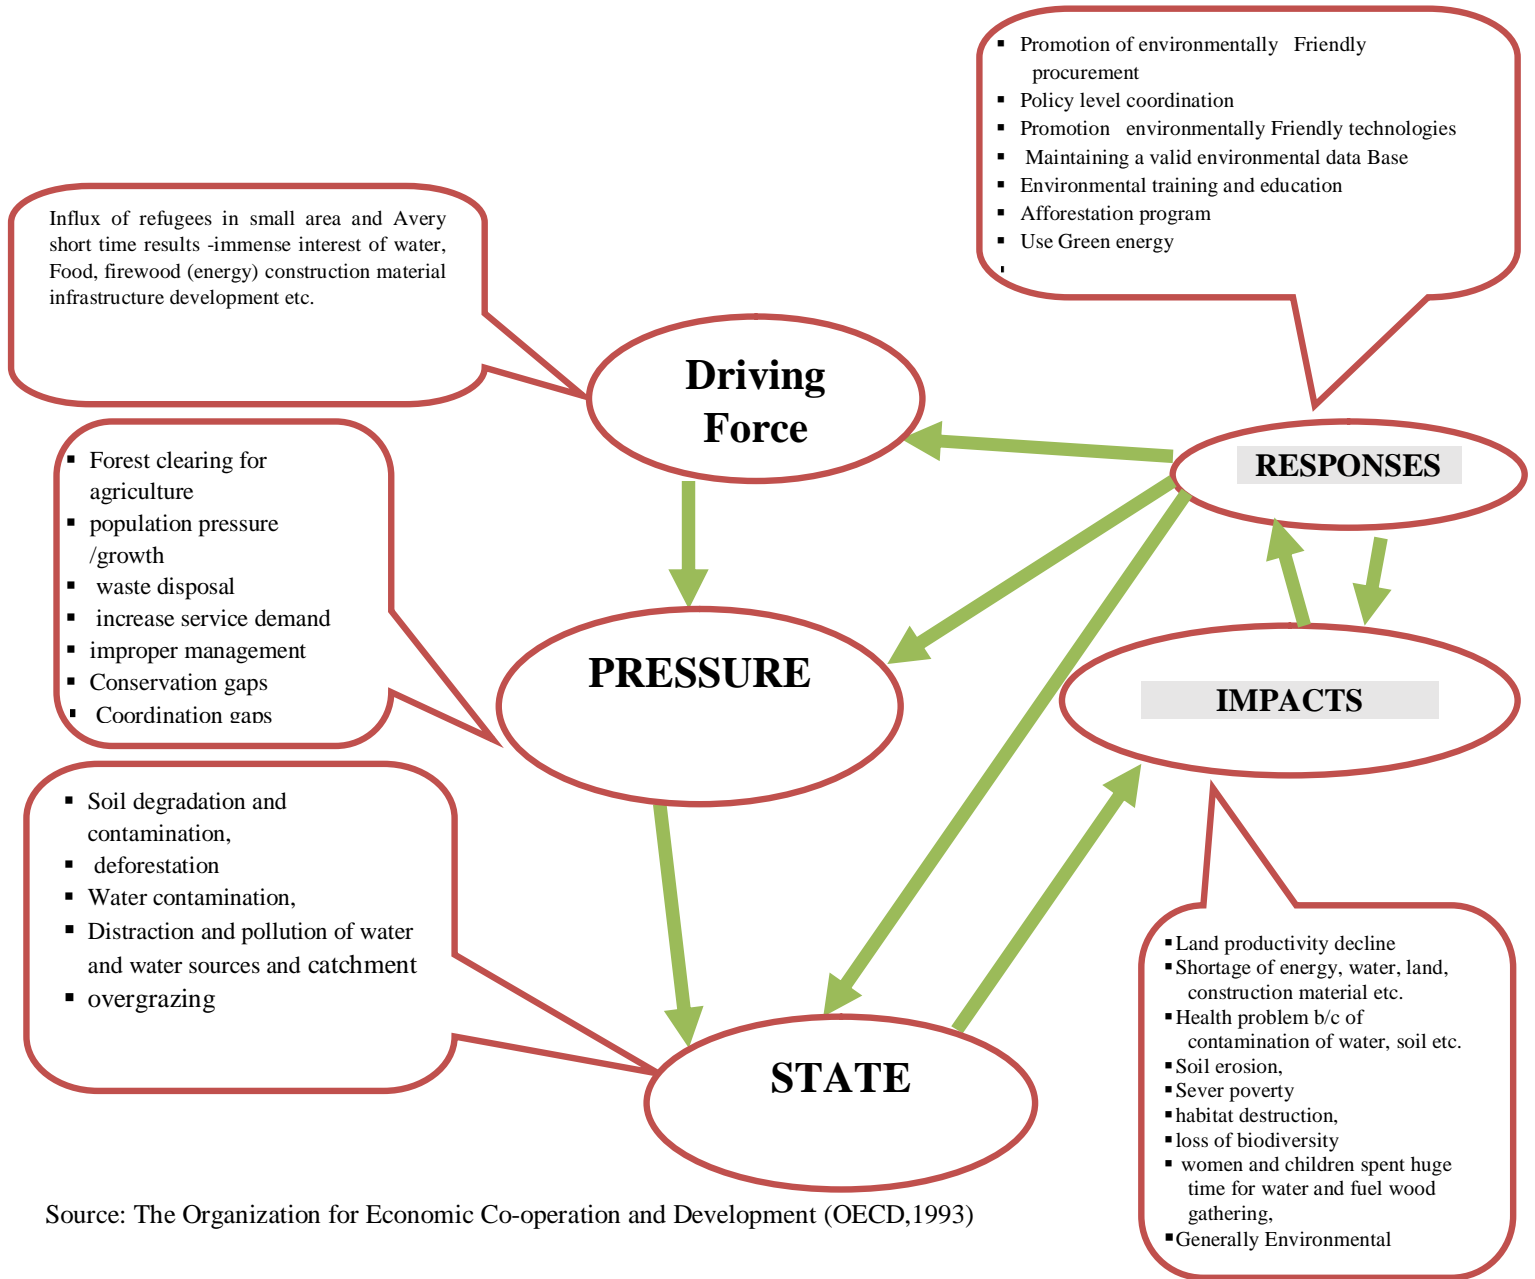 ▪ Promotion of environmentally Friendly
procurement
▪ Policy level coordination
▪ Promotion environmentally Friendly technologies
▪ Maintaining a valid environmental data Base
▪ Environmental training and education
▪ Afforestation program
▪ Use Green energy
▪
Influx of refugees in small area and Avery
short time results -immense interest of water,
Food, firewood (energy) construction material
infrastructure development etc.
Driving
Force
RESPONSES
▪ Forest clearing for
agriculture
▪ population pressure
/growth
▪ waste disposal
▪ increase service demand
▪ improper management
▪ Conservation gaps
▪ Coordination gaps
PRESSURE
IMPACTS
▪ Soil degradation and
contamination,
▪ deforestation
▪ Water contamination,
▪ Distraction and pollution of water
and water sources and catchment
▪ overgrazing
▪ Land productivity decline
▪ Shortage of energy, water, land,
construction material etc.
▪ Health problem b/c of
contamination of water, soil etc.
▪ Soil erosion,
▪ Sever poverty
▪ habitat destruction,
▪ loss of biodiversity
▪ women and children spent huge
time for water and fuel wood
gathering,
▪ Generally Environmental
STATE
Source: The Organization for Economic Co-operation and Development (OECD,1993)